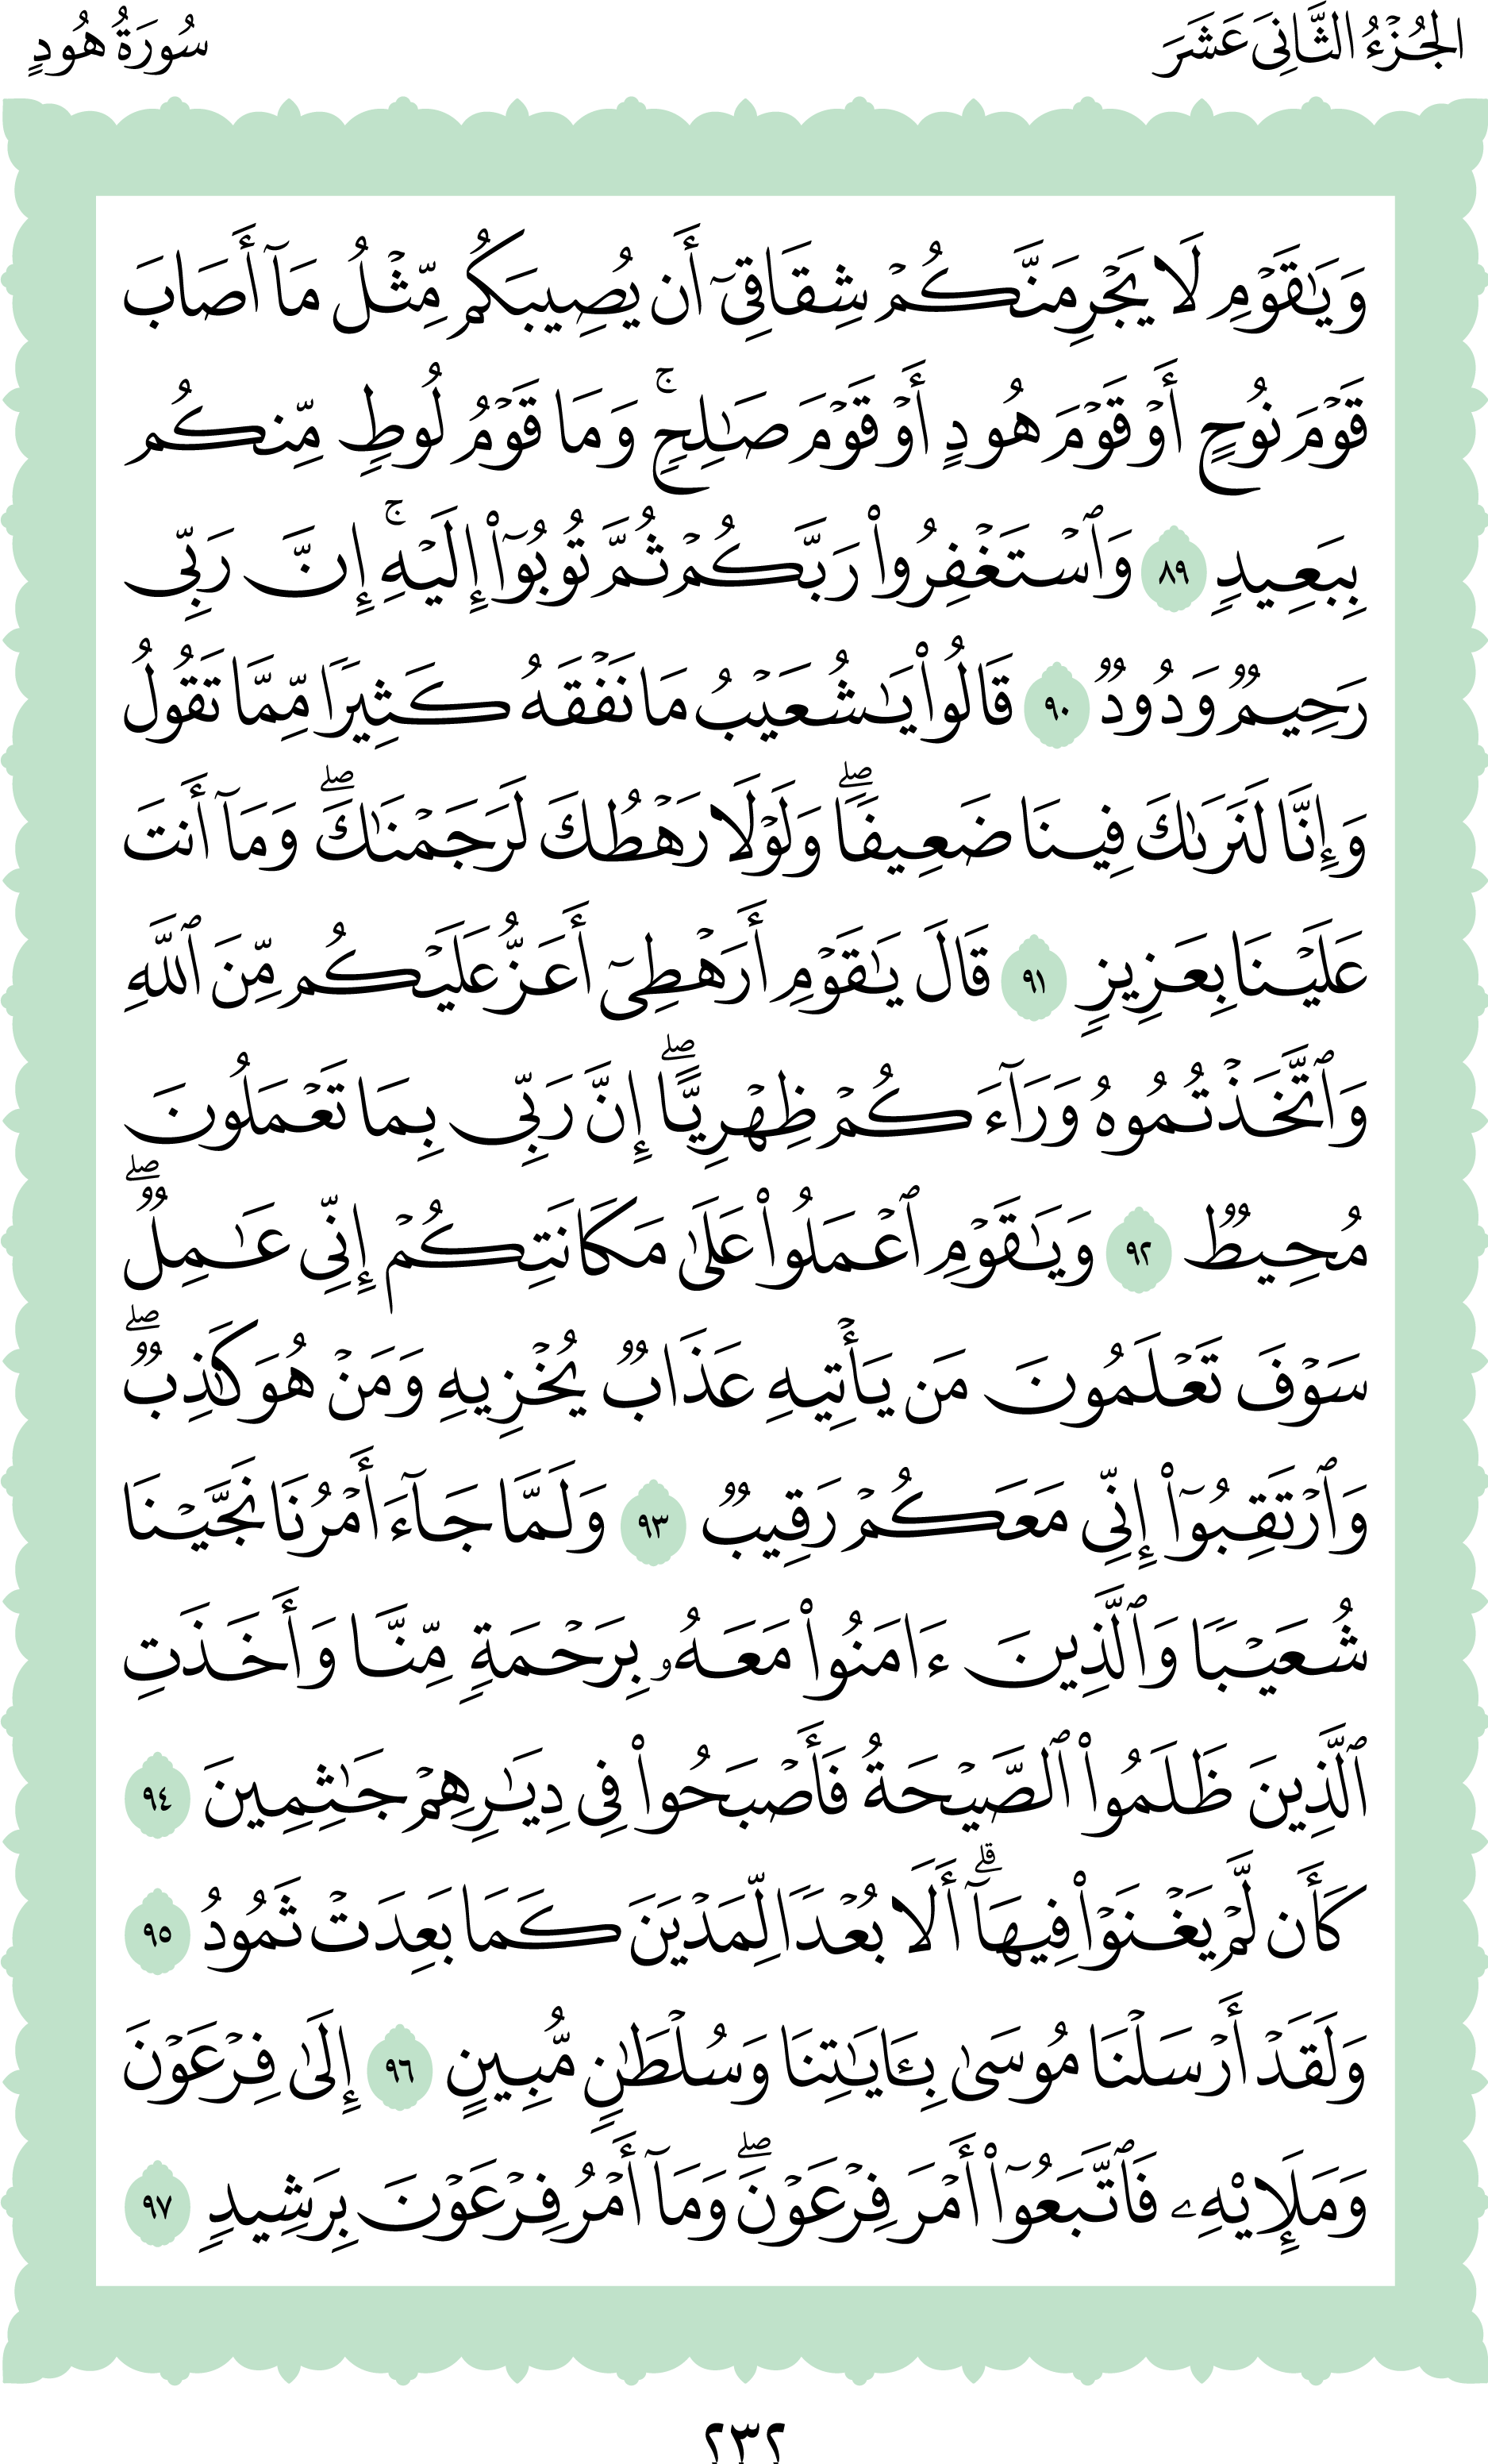 الجُزْءُ الثَّانِيَ عَشَرَ
سُورَةُ هُودٍ
وَيَٰقَوۡمِ لَا يَجۡرِمَنَّكُمۡ شِقَاقِيٓ أَن يُصِيبَكُم مِّثۡلُ مَآ أَصَابَ
قَوۡمَ نُوحٍ أَوۡ قَوۡمَ هُودٍ أَوۡ قَوۡمَ صَٰلِحٖۚ وَمَا قَوۡمُ لُوطٖ مِّنكُم
بِبَعِيدٖ ٨٩ وَٱسۡتَغۡفِرُواْ رَبَّكُمۡ ثُمَّ تُوبُوٓاْ إِلَيۡهِۚ إِنَّ رَبِّي
رَحِيمٞ وَدُودٞ ٩٠ قَالُواْ يَٰشُعَيۡبُ مَا نَفۡقَهُ كَثِيرٗا مِّمَّا تَقُولُ
وَإِنَّا لَنَرَىٰكَ فِينَا ضَعِيفٗاۖ وَلَوۡلَا رَهۡطُكَ لَرَجَمۡنَٰكَۖ وَمَآ أَنتَ
عَلَيۡنَا بِعَزِيزٖ ٩١ قَالَ يَٰقَوۡمِ أَرَهۡطِيٓ أَعَزُّ عَلَيۡكُم مِّنَ ٱللَّهِ
وَٱتَّخَذۡتُمُوهُ وَرَآءَكُمۡ ظِهۡرِيًّاۖ إِنَّ رَبِّي بِمَا تَعۡمَلُونَ
مُحِيطٞ ٩٢ وَيَٰقَوۡمِ ٱعۡمَلُواْ عَلَىٰ مَكَانَتِكُمۡ إِنِّي عَٰمِلٞۖ
سَوۡفَ تَعۡلَمُونَ مَن يَأۡتِيهِ عَذَابٞ يُخۡزِيهِ وَمَنۡ هُوَ كَٰذِبٞۖ
وَٱرۡتَقِبُوٓاْ إِنِّي مَعَكُمۡ رَقِيبٞ ٩٣ وَلَمَّا جَآءَ أَمۡرُنَا نَجَّيۡنَا
شُعَيۡبٗا وَٱلَّذِينَ ءَامَنُواْ مَعَهُۥ بِرَحۡمَةٖ مِّنَّا وَأَخَذَتِ
ٱلَّذِينَ ظَلَمُواْ ٱلصَّيۡحَةُ فَأَصۡبَحُواْ فِي دِيَٰرِهِمۡ جَٰثِمِينَ ٩٤
كَأَن لَّمۡ يَغۡنَوۡاْ فِيهَآۗ أَلَا بُعۡدٗا لِّمَدۡيَنَ كَمَا بَعِدَتۡ ثَمُودُ ٩٥
وَلَقَدۡ أَرۡسَلۡنَا مُوسَىٰ بِـَٔايَٰتِنَا وَسُلۡطَٰنٖ مُّبِينٍ ٩٦ إِلَىٰ فِرۡعَوۡنَ
وَمَلَإِيْهِۦ فَٱتَّبَعُوٓاْ أَمۡرَ فِرۡعَوۡنَۖ وَمَآ أَمۡرُ فِرۡعَوۡنَ بِرَشِيدٖ ٩٧
٢٣٢